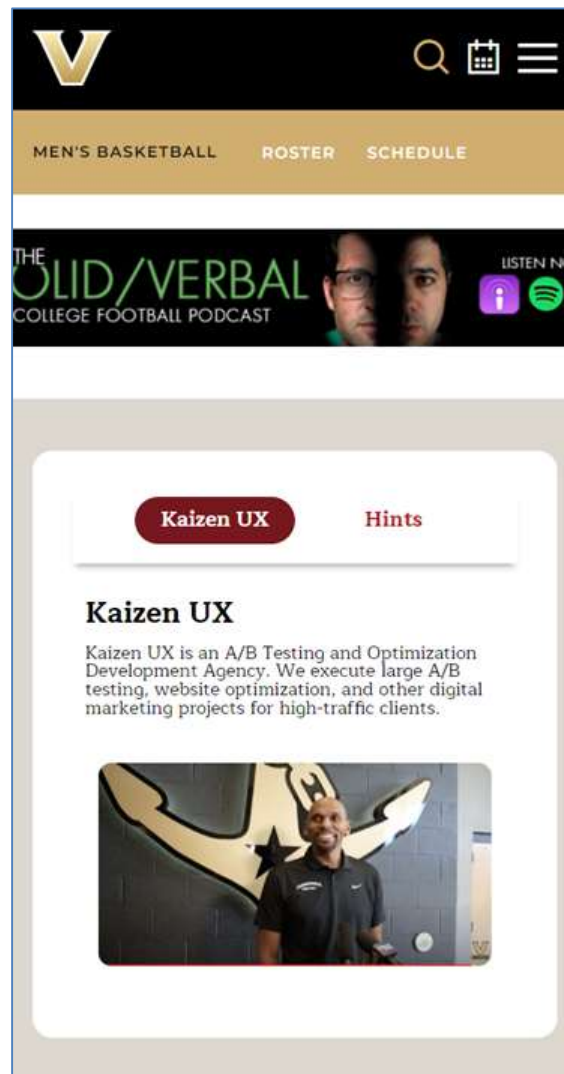 V
MEN'S BASKETBALL ROSTER SCHEDULE
THE
OLID/VERBAL
COLLEGE FOOTBALL PODCAST
LISTEN NO
Kaizen UX Hints
Kaizen UX
Kaizen UX is an A/B Testing and Optimization
Development Agency. We execute large A/B
testing, website optimization, and other digital
marketing projects for high-traffic clients.